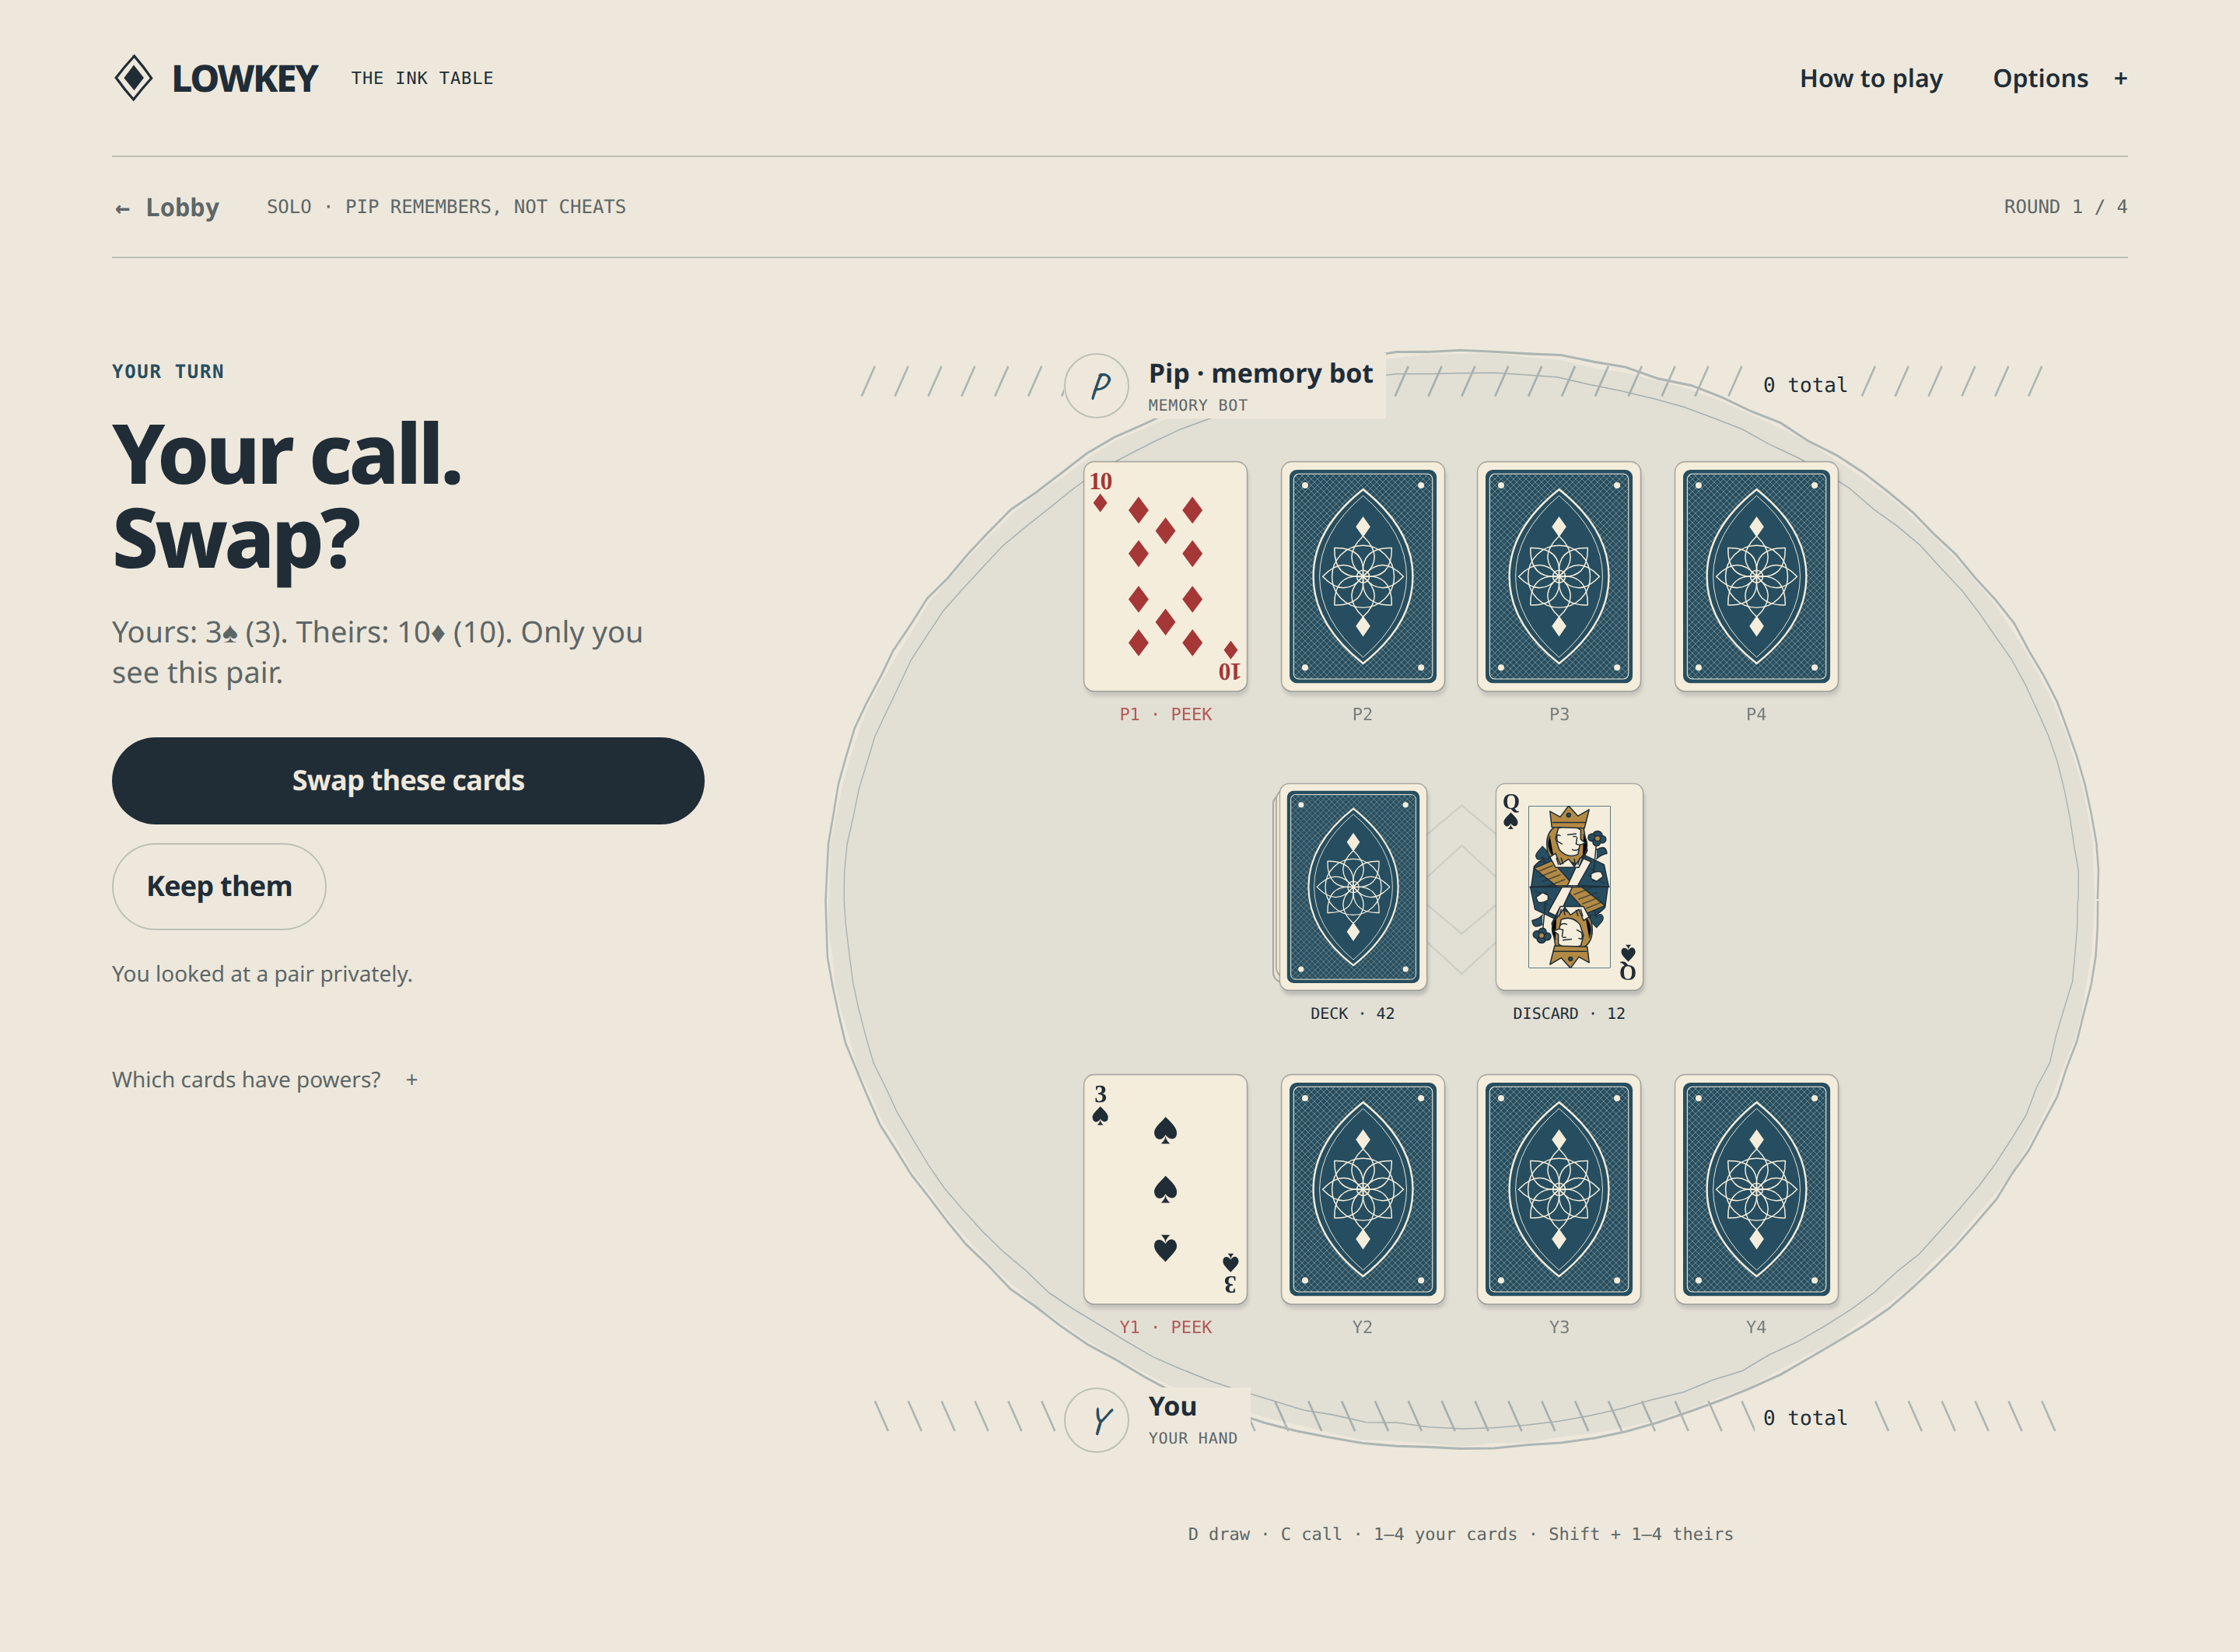 LOWKEY THE INK TABLE How to play Options +
← Lobby SOLO · PIP REMEMBERS, NOT CHEATS ROUND 1 / 4
YOUR TURN
Your call.
Swap?
Yours: 3♠ (3). Theirs: 10♦ (10). Only you
see this pair.
Swap these cards
Keep them
You looked at a pair privately.
Which cards have powers? +
P
Pip · memory bot
MEMORY BOT
0 total
10
10
P1 · PEEK P2 P3 P4
Q
Q
DECK · 42 DISCARD · 12
3
3
Y1 · PEEK Y2 Y3 Y4
Y
You
YOUR HAND
0 total
D draw · C call · 1–4 your cards · Shift + 1–4 theirs